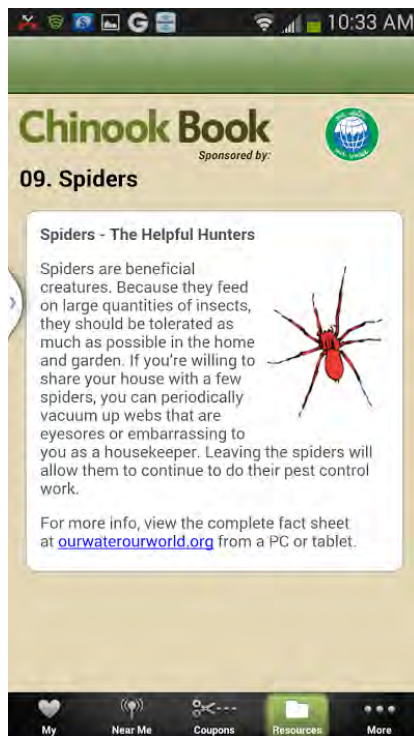 10:33 AM
Chinook Book
Sponsored by:
09. Spiders
Spiders - The Helpful Hunters
Spiders are beneficial
creatures. Because they feed
on large quantities of insects,
they should be tolerated as
much as possible in the home
and garden. If you're willing to
share your house with a few
spiders, you can periodically
vacuum up webs that are
eyesores or embarrassing to
you as a housekeeper. Leaving the spiders will
allow them to continue to do their pest control
work.
For more info, view the complete fact sheet
at ourwaterourworld.org from a PC or tablet.
My
Near Me
Coupons
Resources
More